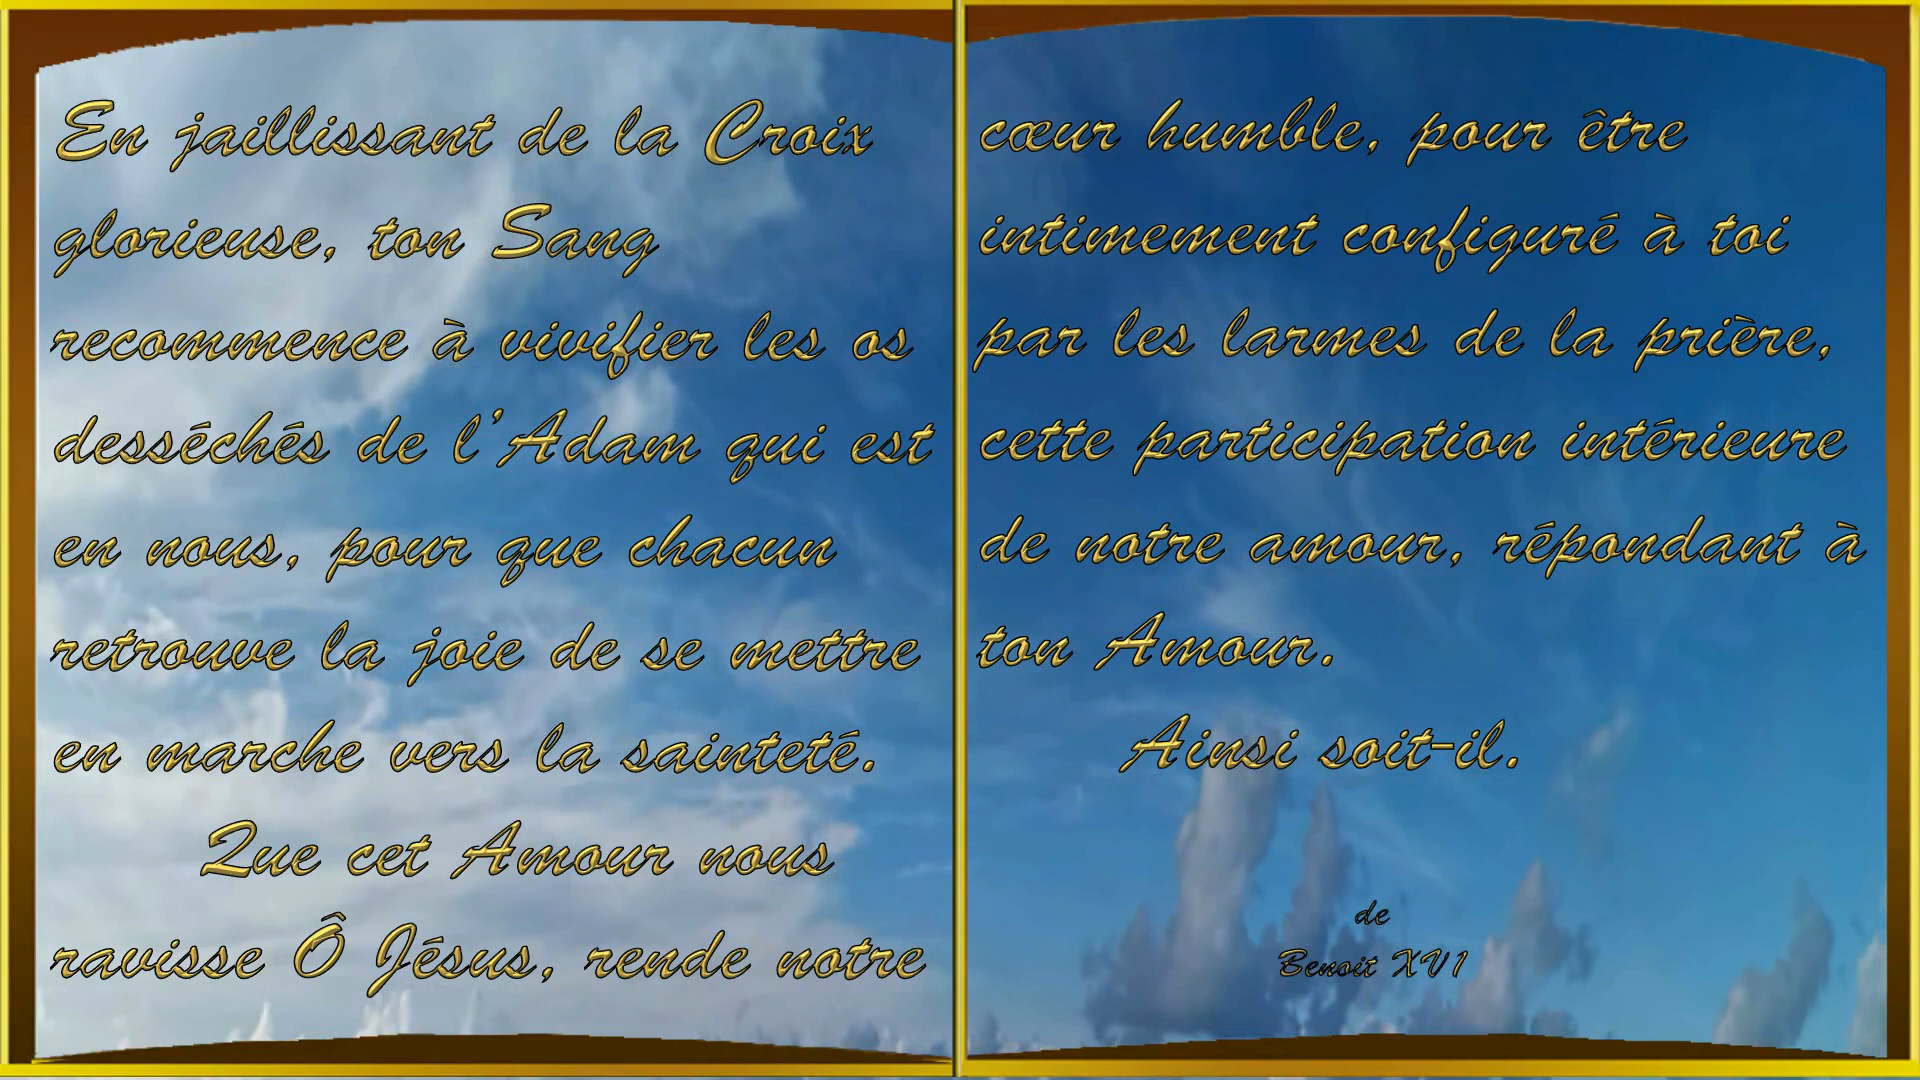 En jaillissant de la Croix
glorieuse, ton Sang
recommence à vivifier les os
desséchés de l’Adam qui est
en nous, pour que chacun
retrouve la joie de se mettre
en marche vers la sainteté.
Que cet Amour nous
ravisse Ô Jésus, rende notre
cœur humble, pour être
intimement configuré à toi
par les larmes de la prière,
cette participation intérieure
de notre amour, répondant à
ton Amour.
Ainsi soit-il.
de
Benoit XVI